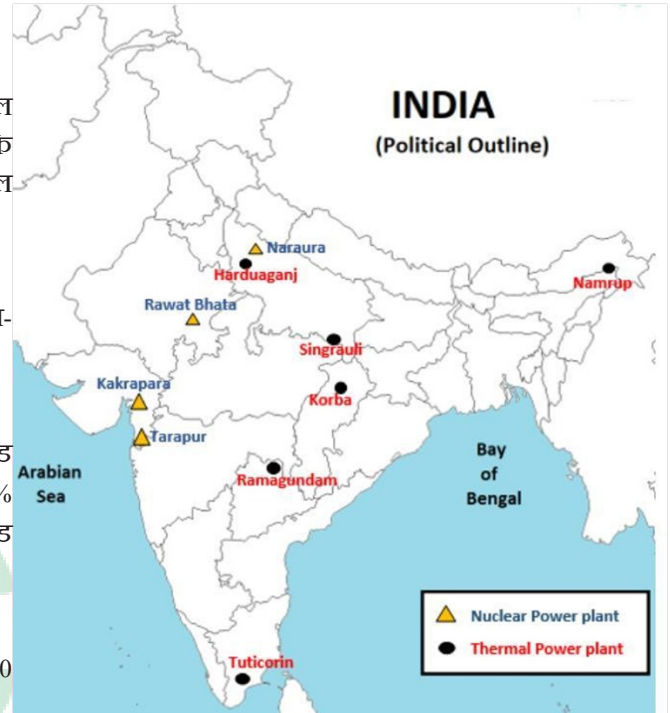 ल
INDIA
क
(Political Outline)
ल
Naraura
Harduaganj
Namrup
Rawat Bhata
Singrauli
Kakrapara
Korba
Tarapur
ड
Bay
of
Bengal
Arabian
Sea
Ramagundam
%
ड
Nuclear Power plant
Thermal Power plant
Tuticorin
0